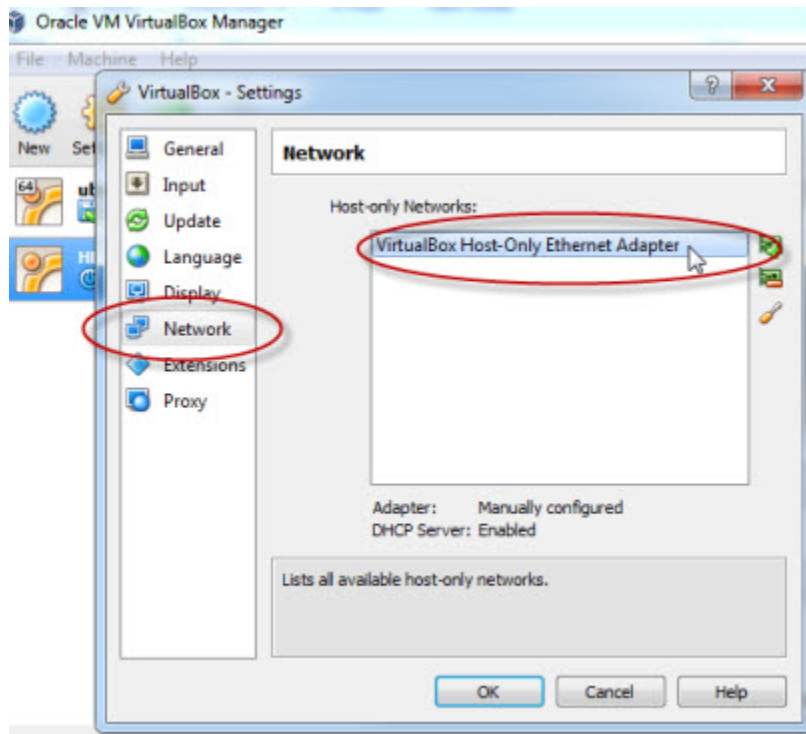 Oracle VM VirtualBox Manager
File Machine Help
VirtualBox - Settings
New
General
Input
Update
Language
Display
Network
Extensions
Proxy
Network
Host-only Networks:
VirtualBox Host-Only Ethernet Adapter
Adapter: Manually configured
DHCP Server: Enabled
Lists all available host-only networks.
OK Cancel Help
64